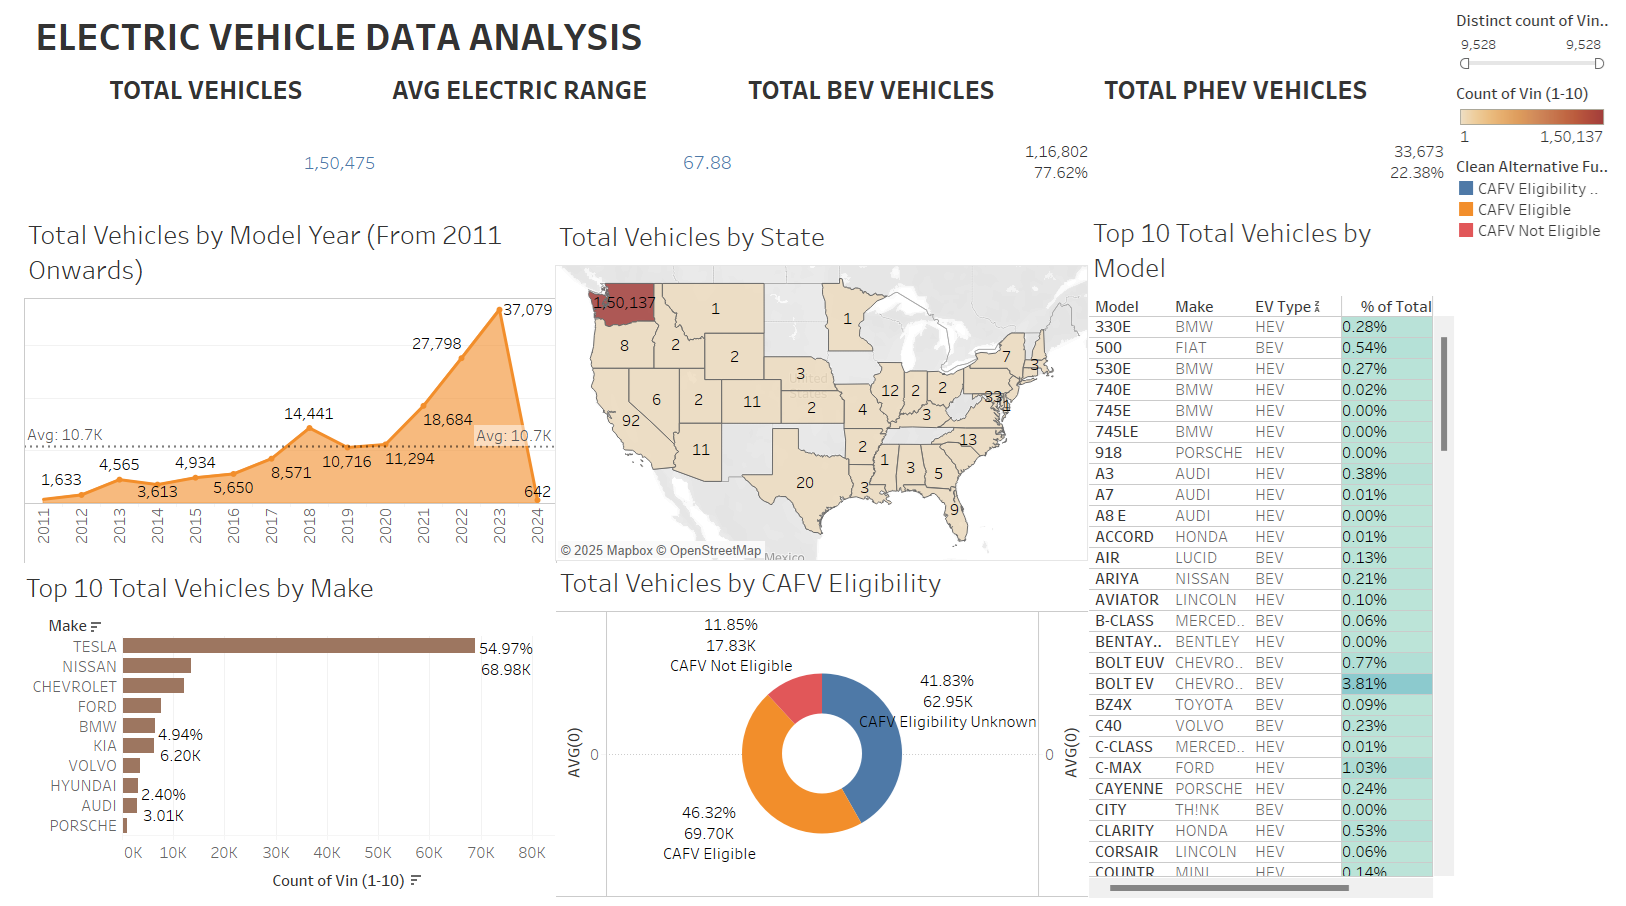 ELECTRIC VEHICLE DATA ANALYSIS
TOTAL VEHICLES
AVG ELECTRIC RANGE
TOTAL BEV VEHICLES
TOTAL PHEV VEHICLES
1,50,475
67.88
1,16,802
77.62%
33,673
22.38%
Distinct count of Vin..
9,528 9,528
Count of Vin (1-10)
1 1,50,137
Clean Alternative Fu..
CAFV Eligibility ..
CAFV Eligible
CAFV Not Eligible
Total Vehicles by Model Year (From 2011
Onwards)
37,079
27,798
14,441
18,684
Avg: 10.7K
Avg: 10.7K
4,565
4,934
10,716
11,294
1,633
8,571
3,613
5,650
642
2011
2012
2013
2014
2015
2016
2017
2018
2019
2020
2021
2022
2023
2024
Total Vehicles by State
1,50,137
1
1
8
2
2
7
3
3
United
States
12
2
2
33
1
6
2
11
2
4
3
92
13
11
2
1
3
5
20
3
9
© 2025 Mapbox © OpenStreetMap
Mexico
Top 10 Total Vehicles by
Model
Model Make EV Type % of Total
330E BMW HEV 0.28%
500 FIAT BEV 0.54%
530E BMW HEV 0.27%
740E BMW HEV 0.02%
745E BMW HEV 0.00%
745LE BMW HEV 0.00%
918 PORSCHE HEV 0.00%
A3 AUDI HEV 0.38%
A7 AUDI HEV 0.01%
A8 E AUDI HEV 0.00%
ACCORD HONDA HEV 0.01%
AIR LUCID BEV 0.13%
ARIYA NISSAN BEV 0.21%
AVIATOR LINCOLN HEV 0.10%
B-CLASS MERCED.. BEV 0.06%
BENTAY.. BENTLEY HEV 0.00%
BOLT EUV CHEVRO.. BEV 0.77%
BOLT EV CHEVRO.. BEV 3.81%
BZ4X TOYOTA BEV 0.09%
C40 VOLVO BEV 0.23%
C-CLASS MERCED.. HEV 0.01%
C-MAX FORD HEV 1.03%
CAYENNE PORSCHE HEV 0.24%
CITY TH!NK BEV 0.00%
CLARITY HONDA HEV 0.53%
CORSAIR LINCOLN HEV 0.06%
COUNTR MINI HEV 0.14%
Top 10 Total Vehicles by Make
Make
TESLA 54.97%
68.98K
NISSAN
CHEVROLET
FORD
BMW 4.94%
6.20K
KIA
VOLVO
HYUNDAI 2.40%
3.01K
AUDI
PORSCHE
0K 10K 20K 30K 40K 50K 60K 70K 80K
Count of Vin (1-10)
Total Vehicles by CAFV Eligibility
11.85%
17.83K
CAFV Not Eligible
41.83%
62.95K
CAFV Eligibility Unknown
AVG(0)
0
0
AVG(0)
46.32%
69.70K
CAFV Eligible